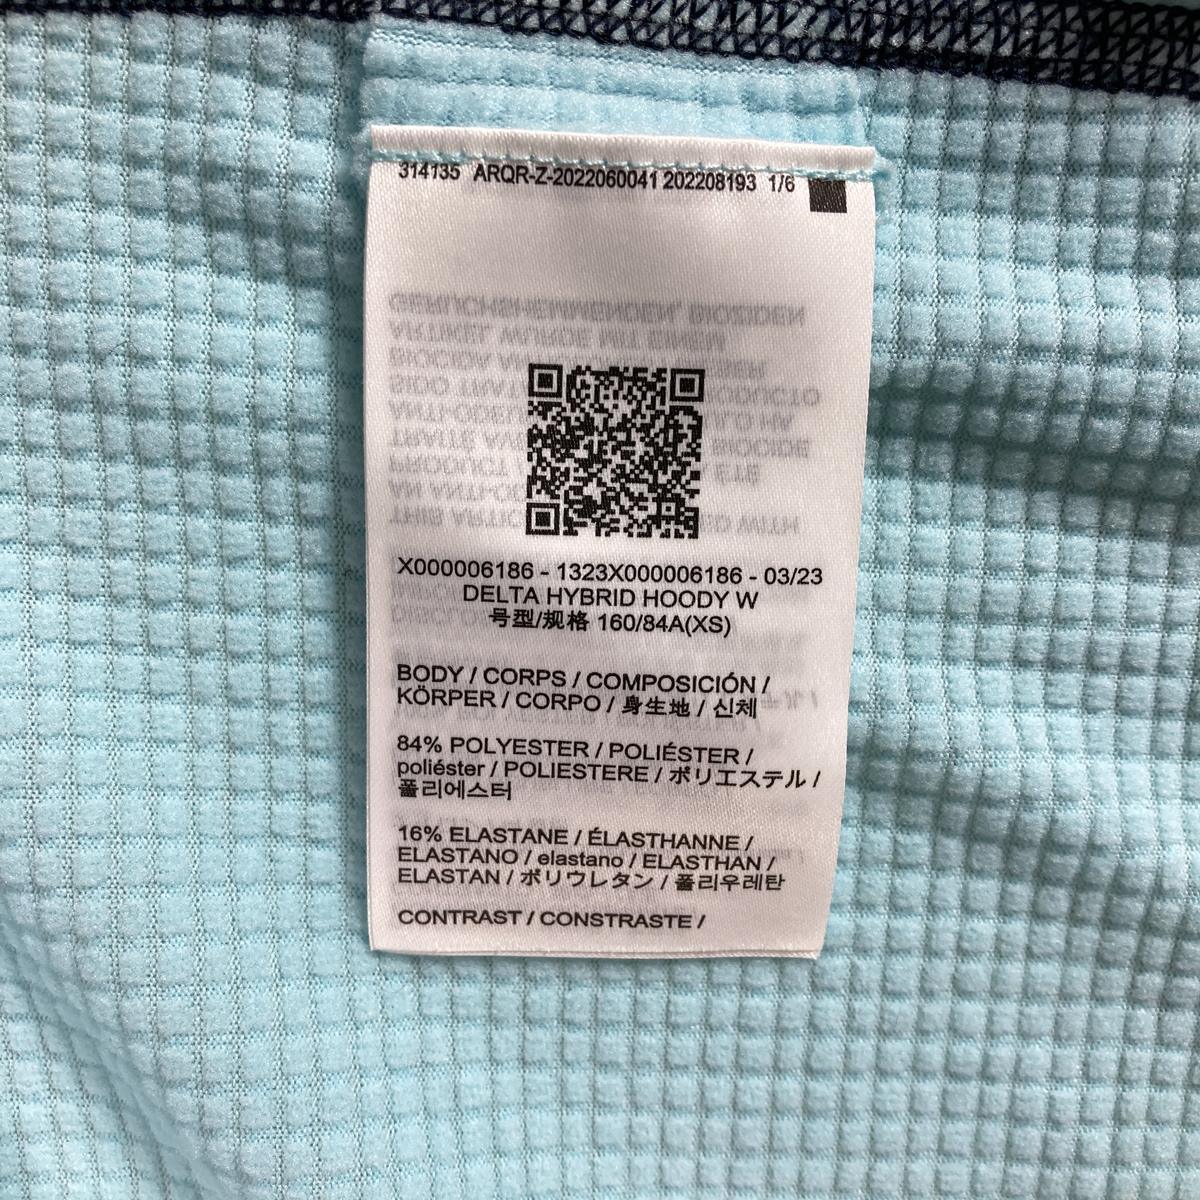 314135 ARQR-Z-2022060041 202208193 1/6
X000006186 - 1323X000006186 - 03/23
DELTA HYBRID HOODY W
号型/规格 160/84A(XS)
BODY / CORPS / COMPOSICIÓN /
KÖRPER / CORPO / 身生地 / 신체
84% POLYESTER / POLIÉSTER /
poliéster / POLIESTERE / ポリエステル /
폴리에스터
16% ELASTANE / ÉLASTHANNE /
ELASTANO / elastano / ELASTHAN /
ELASTAN / ポリウレタン / 폴리우레탄
CONTRAST / CONSTRASTE /